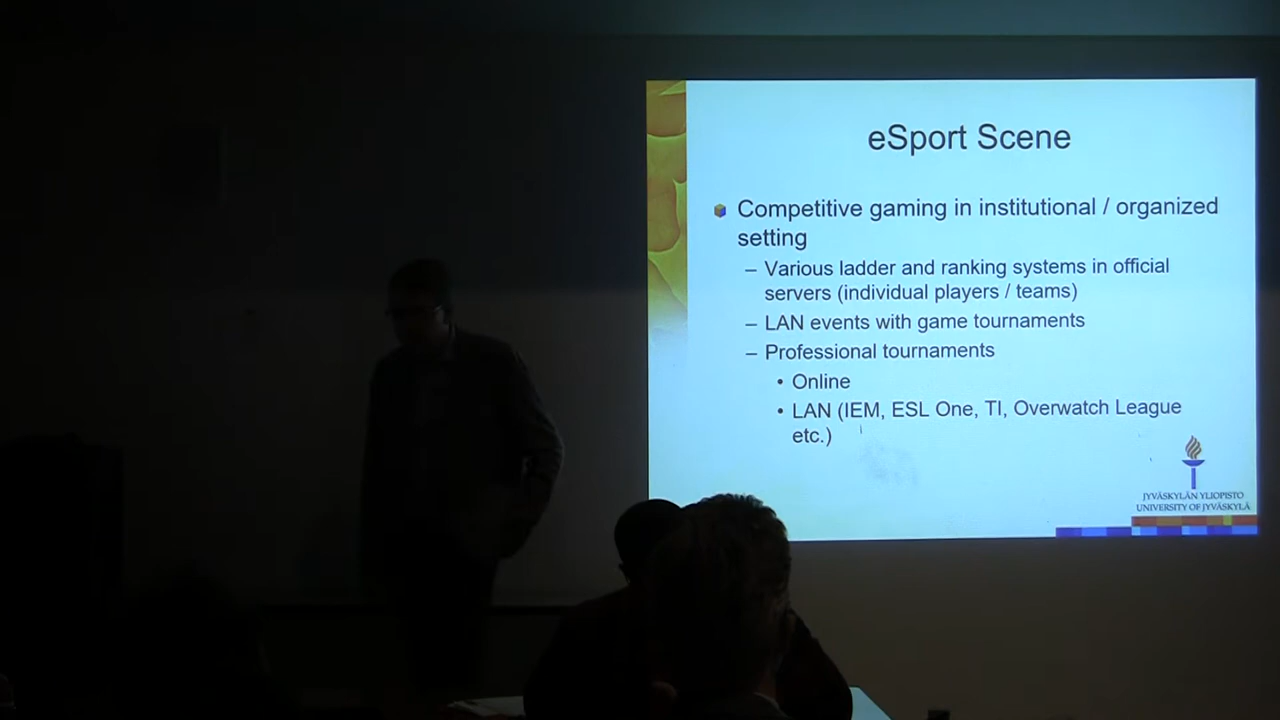 eSport Scene
Competitive gaming in institutional / organized
setting
– Various ladder and ranking systems in official
servers (individual players / teams)
– LAN events with game tournaments
– Professional tournaments
• Online
• LAN (IEM, ESL One, TI, Overwatch League
etc.)
JYVÄSKYLÄN YLIOPISTO
UNIVERSITY OF JYVÄSKYLÄ